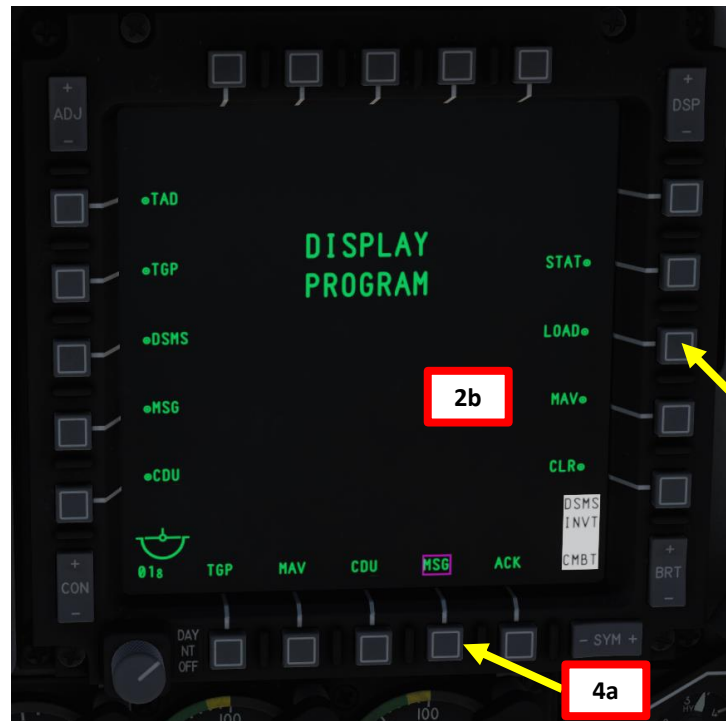 +
ADJ
-
+
DSP
-
●TAD
DISPLAY
PROGRAM
●TGP
STAT●
●DSMS
LOAD●
2b
●MSG
MAV●
●CDU
CLR●
DSMS
INVT
CMBT
01₈
TGP MAV CDU MSG ACK
+
CON
-
+
BRT
-
DAY
NT
OFF
- SYM +
4a
100
100